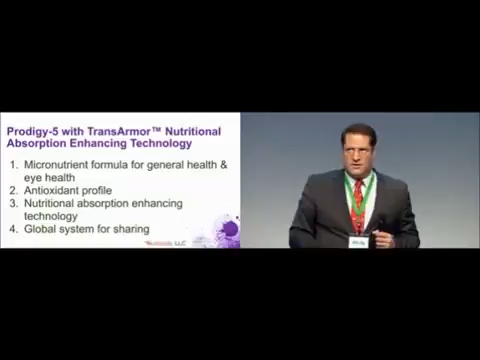 Prodigy-5 with TransArmor™ Nutritional
Absorption Enhancing Technology
1. Micronutrient formula for general health &
eye health
2. Antioxidant profile
3. Nutritional absorption enhancing
technology
4. Global system for sharing
LLC